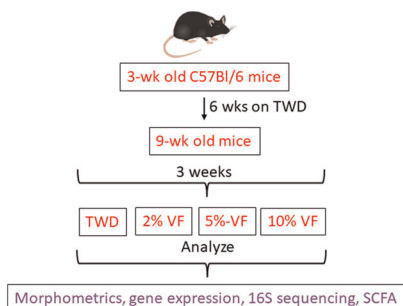 3-wk old C57Bl/6 mice
6 wks on TWD
9-wk old mice
3 weeks
TWD 2% VF 5%-VF 10% VF
Analyze
Morphometrics, gene expression, 16S sequencing, SCFA